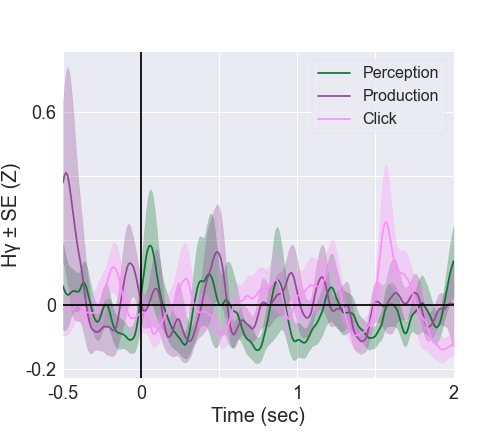 Perception
Production
Click
Hγ ± SE (Z)
0.6
0
-0.2
-0.5
0
1
2
Time (sec)